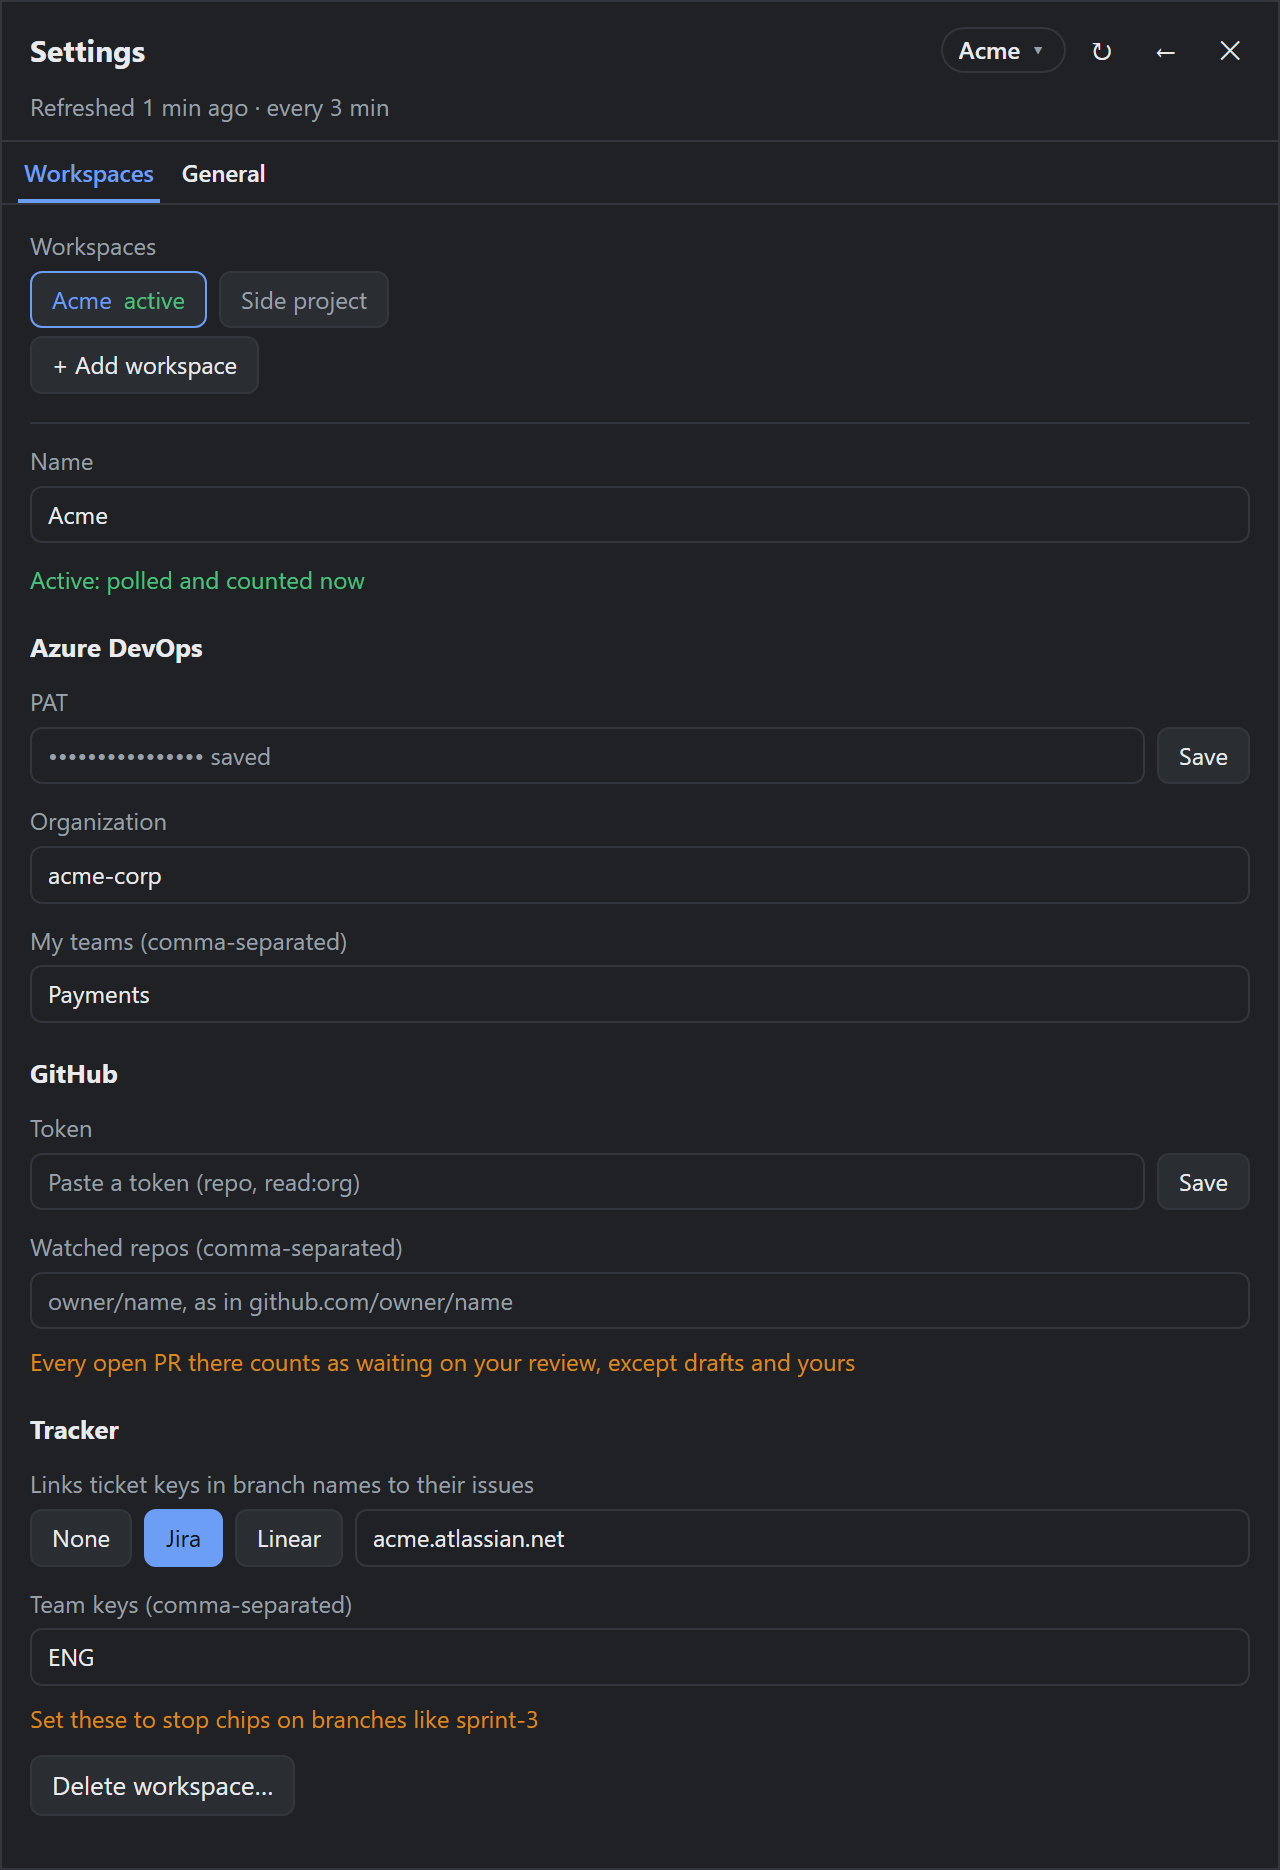 Settings
Acme ▼ ↻ ← ✕
Refreshed 1 min ago · every 3 min
Workspaces General
Workspaces
Acme active Side project
+ Add workspace
Name
Acme
Active: polled and counted now
Azure DevOps
PAT
•••••••••••••••• saved Save
Organization
acme-corp
My teams (comma-separated)
Payments
GitHub
Token
Paste a token (repo, read:org) Save
Watched repos (comma-separated)
owner/name, as in github.com/owner/name
Every open PR there counts as waiting on your review, except drafts and yours
Tracker
Links ticket keys in branch names to their issues
None Jira Linear acme.atlassian.net
Team keys (comma-separated)
ENG
Set these to stop chips on branches like sprint-3
Delete workspace...